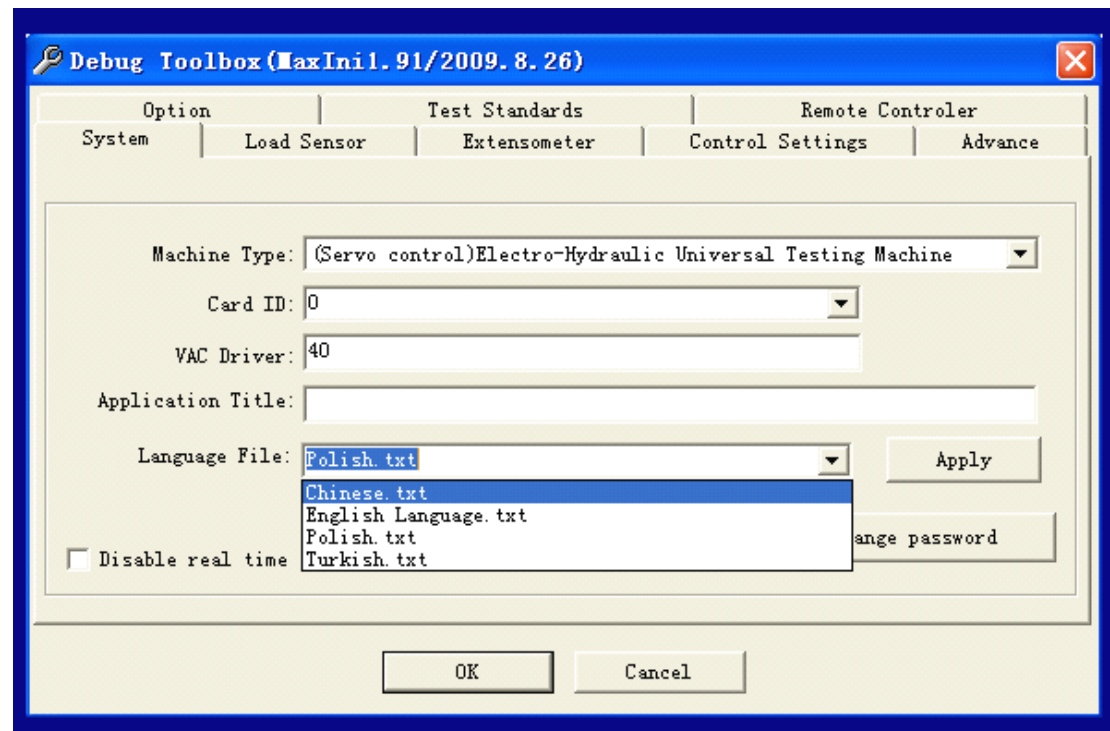 Debug Toolbox(MaxIni1.91/2009.8.26)
Option Test Standards Remote Controler
System Load Sensor Extensometer Control Settings Advance
Machine Type: (Servo control)Electro-Hydraulic Universal Testing Machine
Card ID: 0
VAC Driver: 40
Application Title:
Language File: Polish.txt Apply
Chinese.txt
English Language.txt
Polish.txt
Turkish.txt
password
Disable real time
OK Cancel